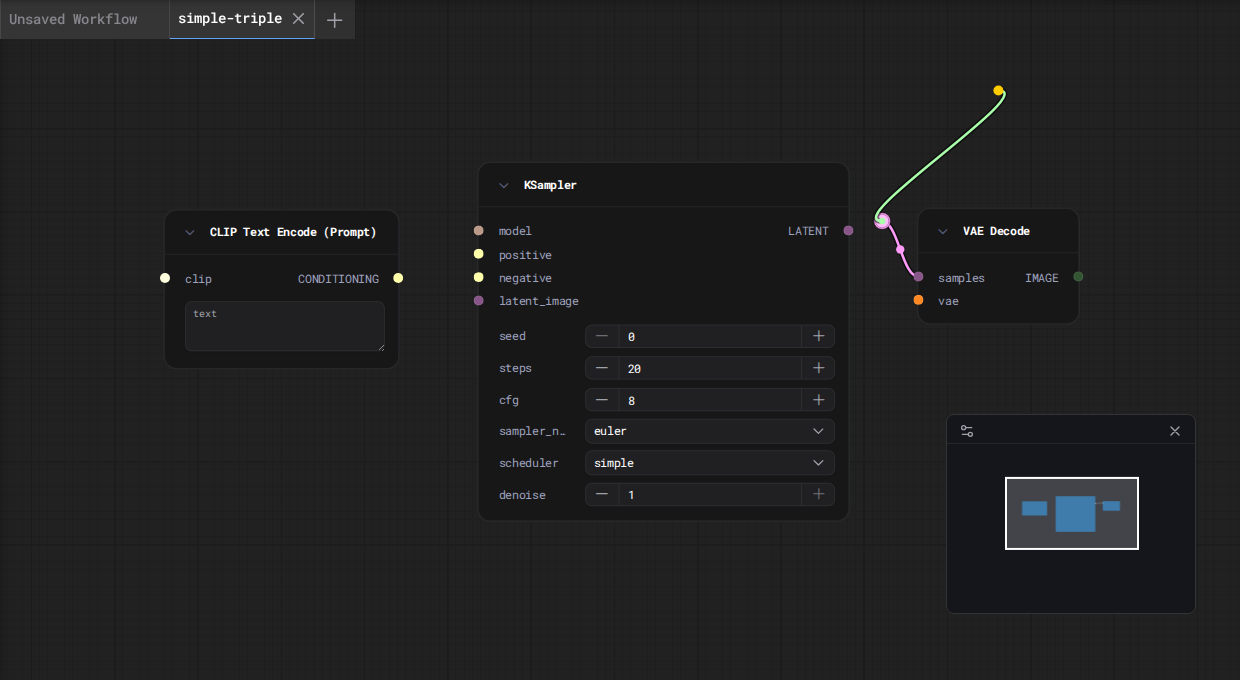 Unsaved Workflow
simple-triple
CLIP Text Encode (Prompt)
clip
CONDITIONING
text
KSampler
model
LATENT
positive
negative
latent_image
seed
0
steps
20
cfg
8
sampler_n…
euler
scheduler
simple
denoise
1
VAE Decode
samples
IMAGE
vae